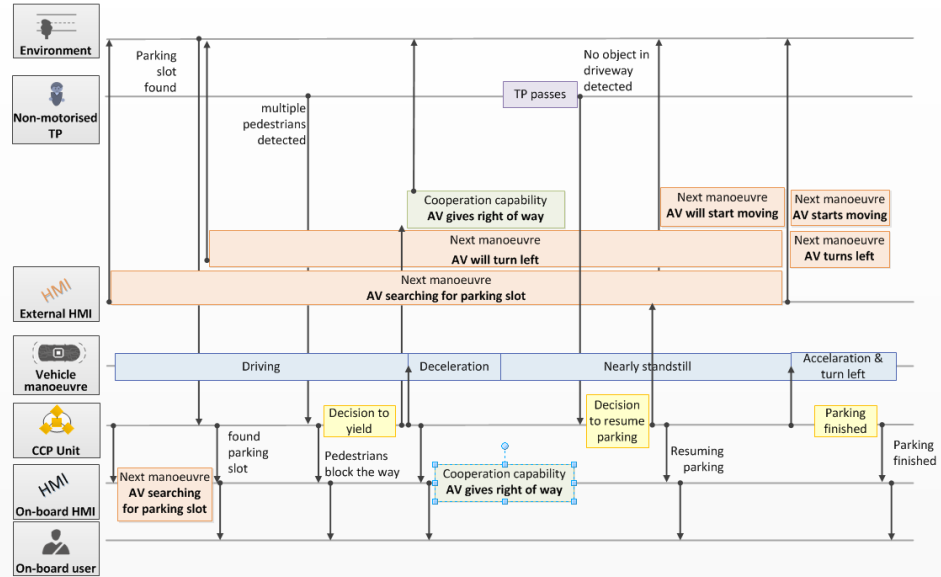 Environment
Parking
slot
found
No object in
driveway
detected
Non-motorised
TP
multiple
pedestrians
detected
TP passes
Cooperation capability
AV gives right of way
Next manoeuvre
AV will start moving
Next manoeuvre
AV starts moving
Next manoeuvre
AV will turn left
Next manoeuvre
AV turns left
HMI
External HMI
Next manoeuvre
AV searching for parking slot
Vehicle
manoeuvre
Driving
Deceleration
Nearly standstill
Accelaration &
turn left
CCP Unit
Decision to
yield
Decision
to resume
parking
Parking
finished
found
parking
slot
Pedestrians
block the way
Resuming
parking
Parking
finished
HMI
On-board HMI
Next manoeuvre
AV searching
for parking slot
Cooperation capability
AV gives right of way
On-board user